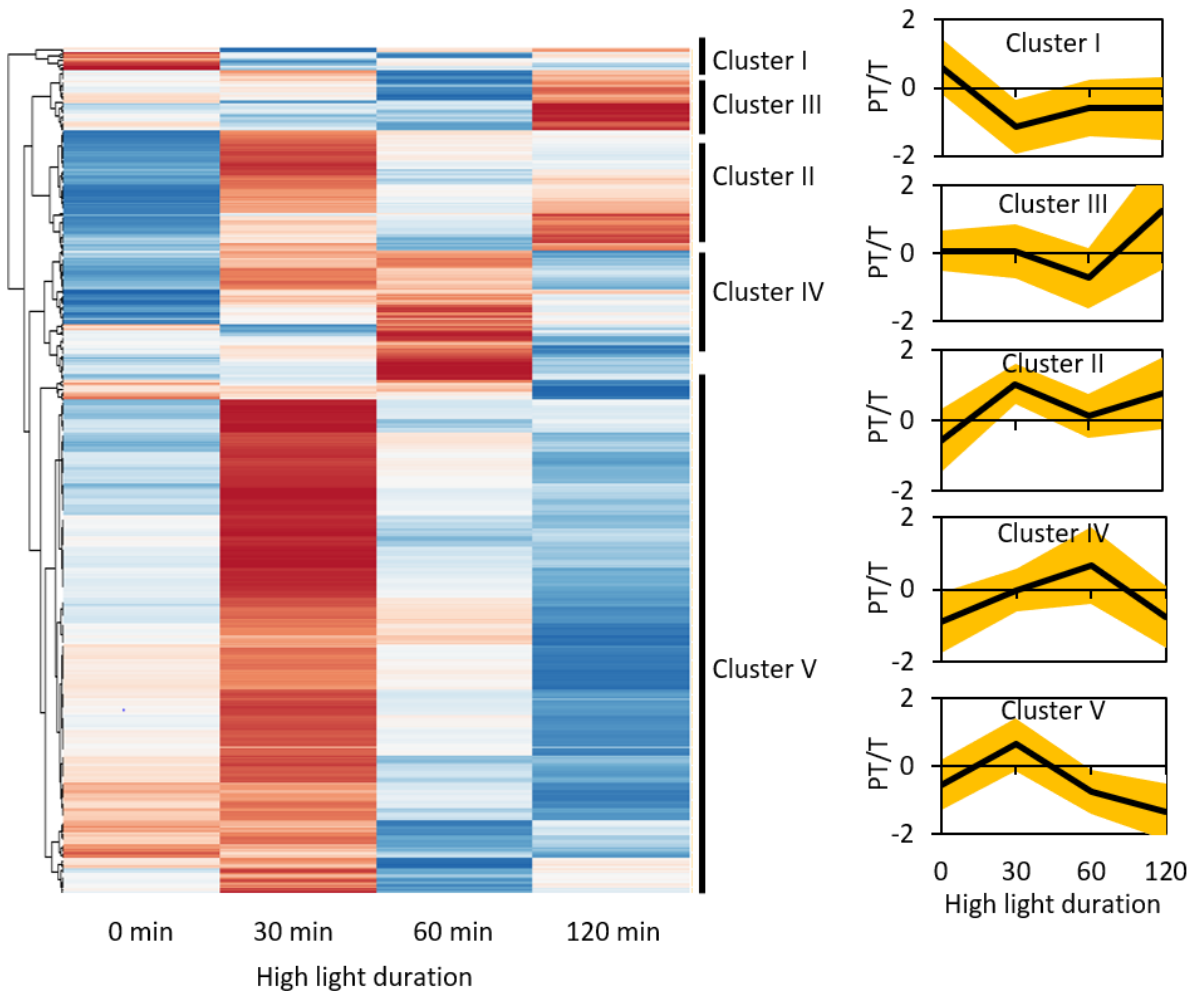 Cluster I
Cluster III
Cluster II
Cluster IV
Cluster V
0 min 30 min 60 min 120 min
High light duration
2
Cluster I
PT/T
0
-2
2
Cluster III
PT/T
0
-2
2
Cluster II
PT/T
0
-2
2
Cluster IV
PT/T
0
-2
2
Cluster V
PT/T
0
-2
0 30 60 120
High light duration